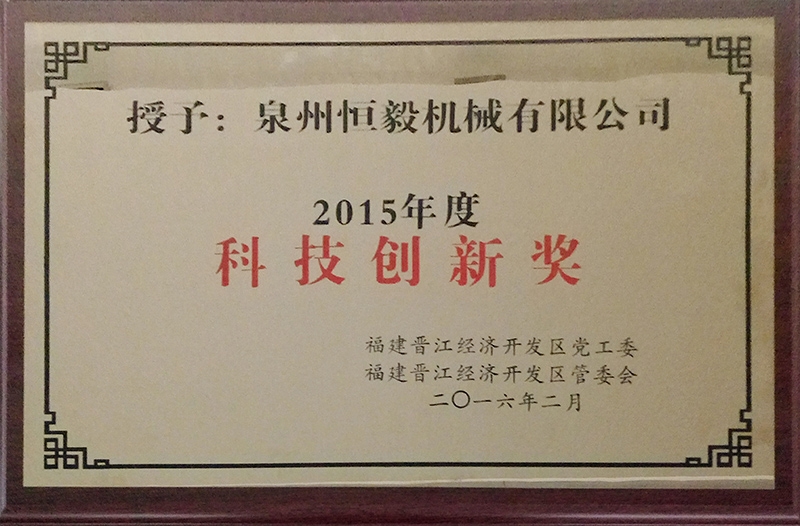 授予：泉州恒毅机械有限公司
2015年度
科技创新奖
福建晋江经济开发区党工委
福建晋江经济开发区管委会
二〇一六年二月